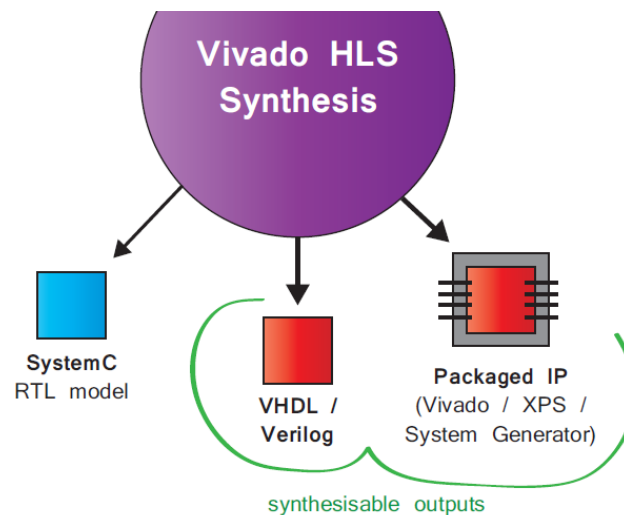 Vivado HLS
Synthesis
SystemC
RTL model
VHDL /
Verilog
Packaged IP
(Vivado / XPS /
System Generator)
synthesisable outputs